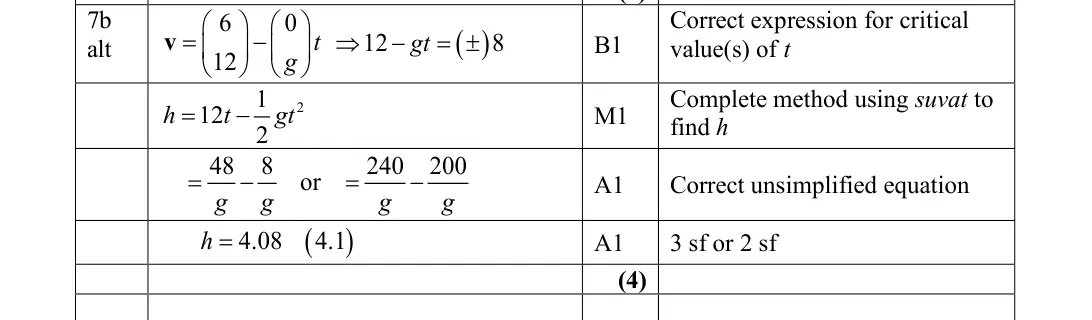 7b alt
v = (6 12) − (0 g) t ⇒ 12 − gt = (±) 8
B1
Correct expression for critical value(s) of t
h = 12t − 1/2 gt²
M1
Complete method using suvat to find h
= 48/g − 8/g or = 240/g − 200/g
A1
Correct unsimplified equation
h = 4.08 (4.1)
A1
3 sf or 2 sf
(4)